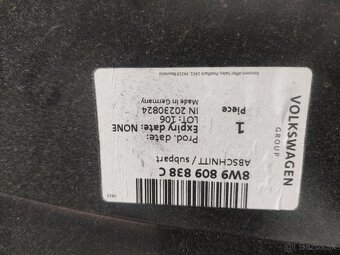 VOLKSWAGEN
GROUP
8W9 809 838 C
ABSCHNITT / subpart
Prod. date:
Expiry date: NONE
LOT: 106
IN 20230824
Made in Germany
1
Piece